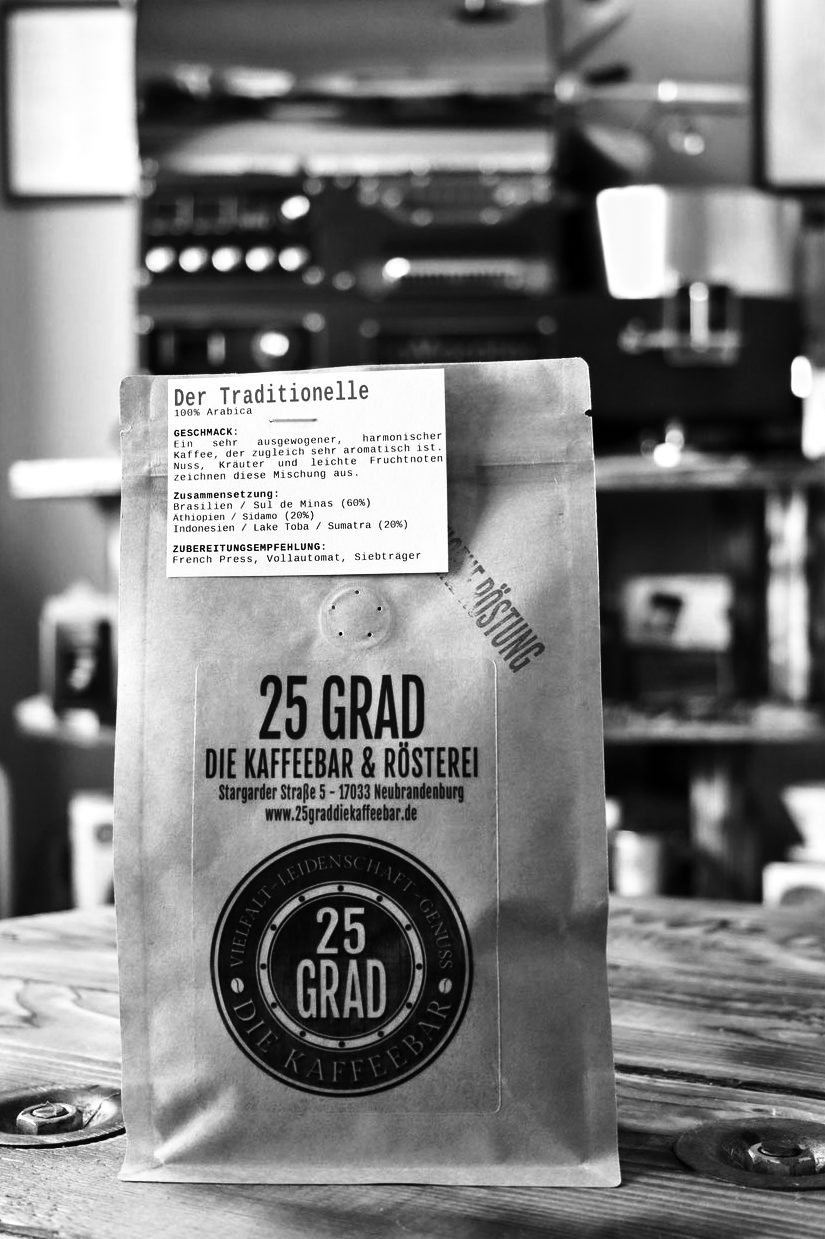 Der Traditionelle
100% Arabica
GESCHMACK:
Ein sehr ausgewogener, harmonischer
Kaffee, der zugleich sehr aromatisch ist.
Nuss, Kräuter und leichte Fruchtnoten
zeichnen diese Mischung aus.
Zusammensetzung:
Brasilien / Sul de Minas (60%)
Athiopien / Sidamo (20%)
Indonesien / Lake Toba / Sumatra (20%)
ZUBEREITUNGSEMPFEHLUNG:
French Press, Vollautomat, Siebträger
RÖSTUNG
25 GRAD
DIE KAFFEEBAR & RÖSTEREI
Stargarder Straße 5 - 17033 Neubrandenburg
www.25graddiekaffeebar.de
VIELFALT-LEIDENSCHAFT-GENUSS
25
GRAD
DIE KAFFEEBAR